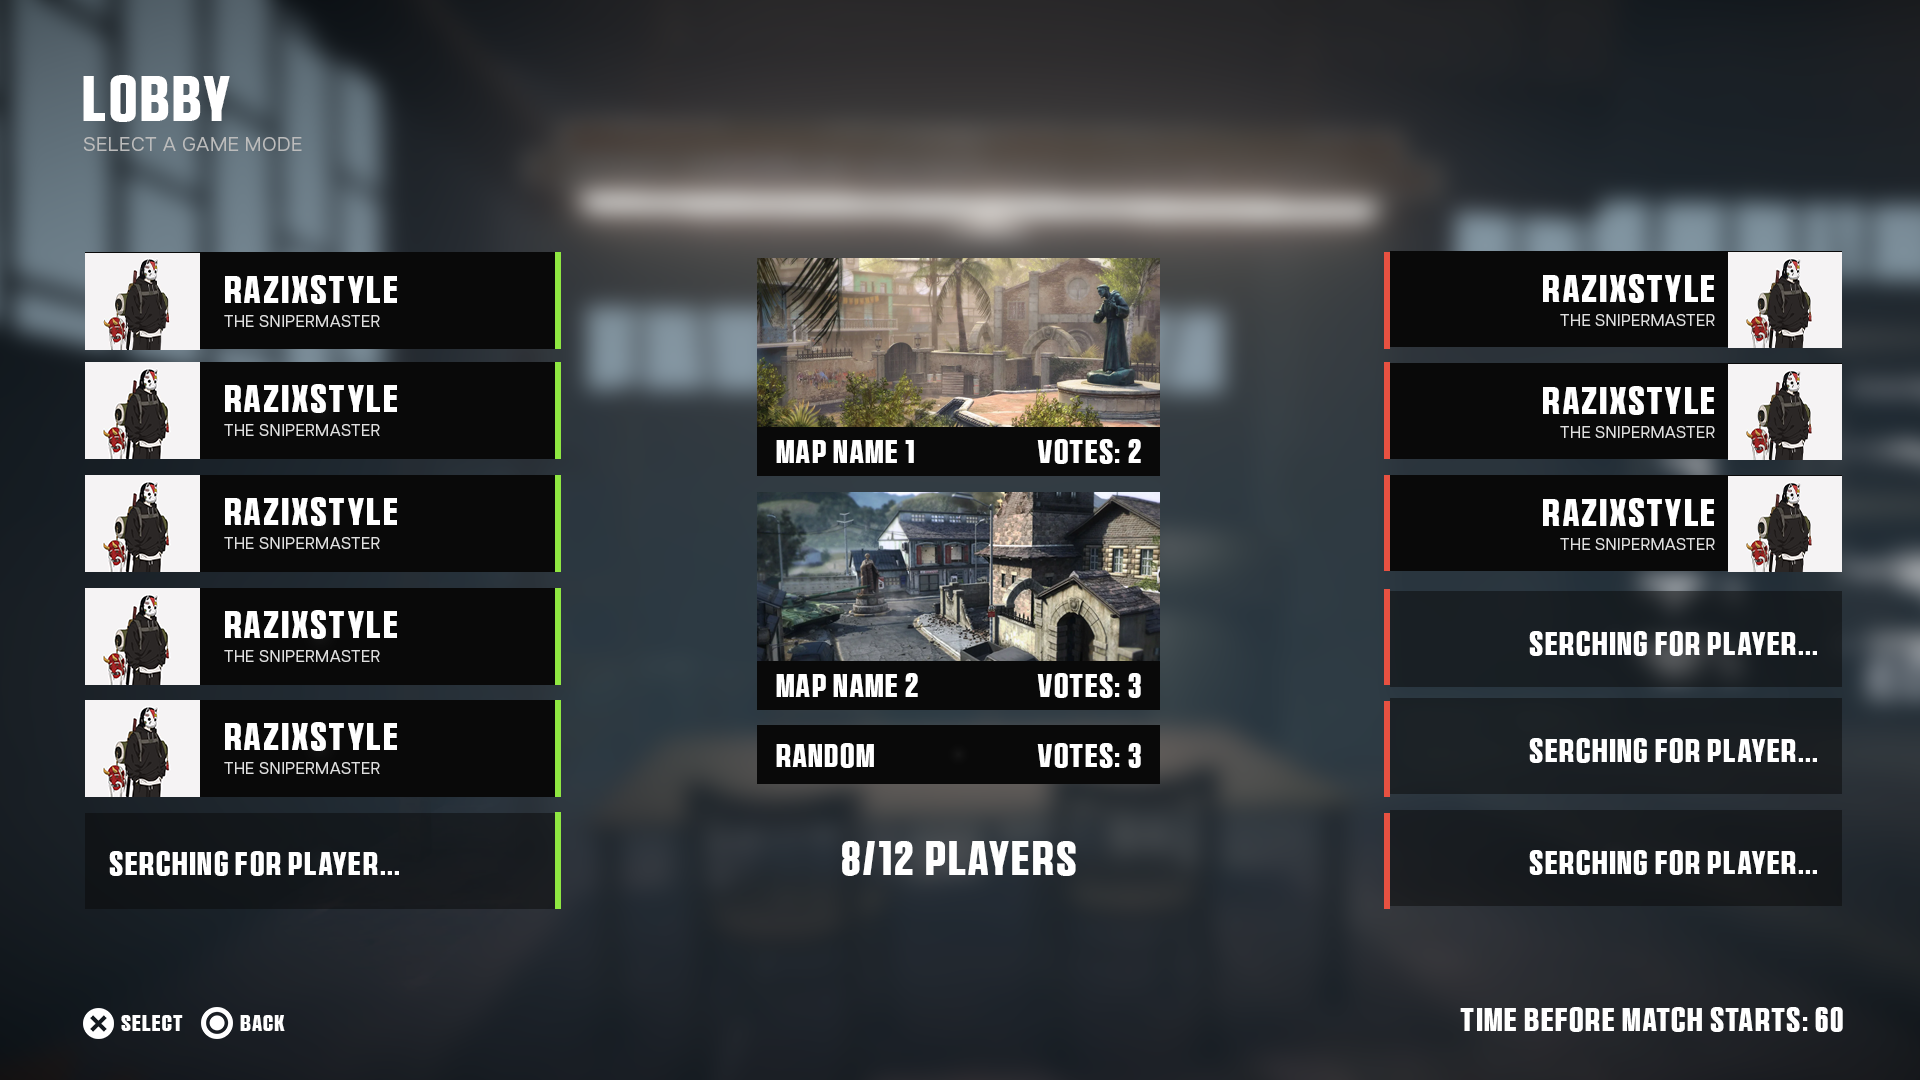 LOBBY
SELECT A GAME MODE
RAZIXSTYLE
THE SNIPERMASTER
RAZIXSTYLE
THE SNIPERMASTER
RAZIXSTYLE
THE SNIPERMASTER
RAZIXSTYLE
THE SNIPERMASTER
RAZIXSTYLE
THE SNIPERMASTER
SERCHING FOR PLAYER...
MAP NAME 1 VOTES: 2
MAP NAME 2 VOTES: 3
RANDOM VOTES: 3
8/12 PLAYERS
RAZIXSTYLE
THE SNIPERMASTER
RAZIXSTYLE
THE SNIPERMASTER
RAZIXSTYLE
THE SNIPERMASTER
SERCHING FOR PLAYER...
SERCHING FOR PLAYER...
SERCHING FOR PLAYER...
SELECT BACK
TIME BEFORE MATCH STARTS: 60